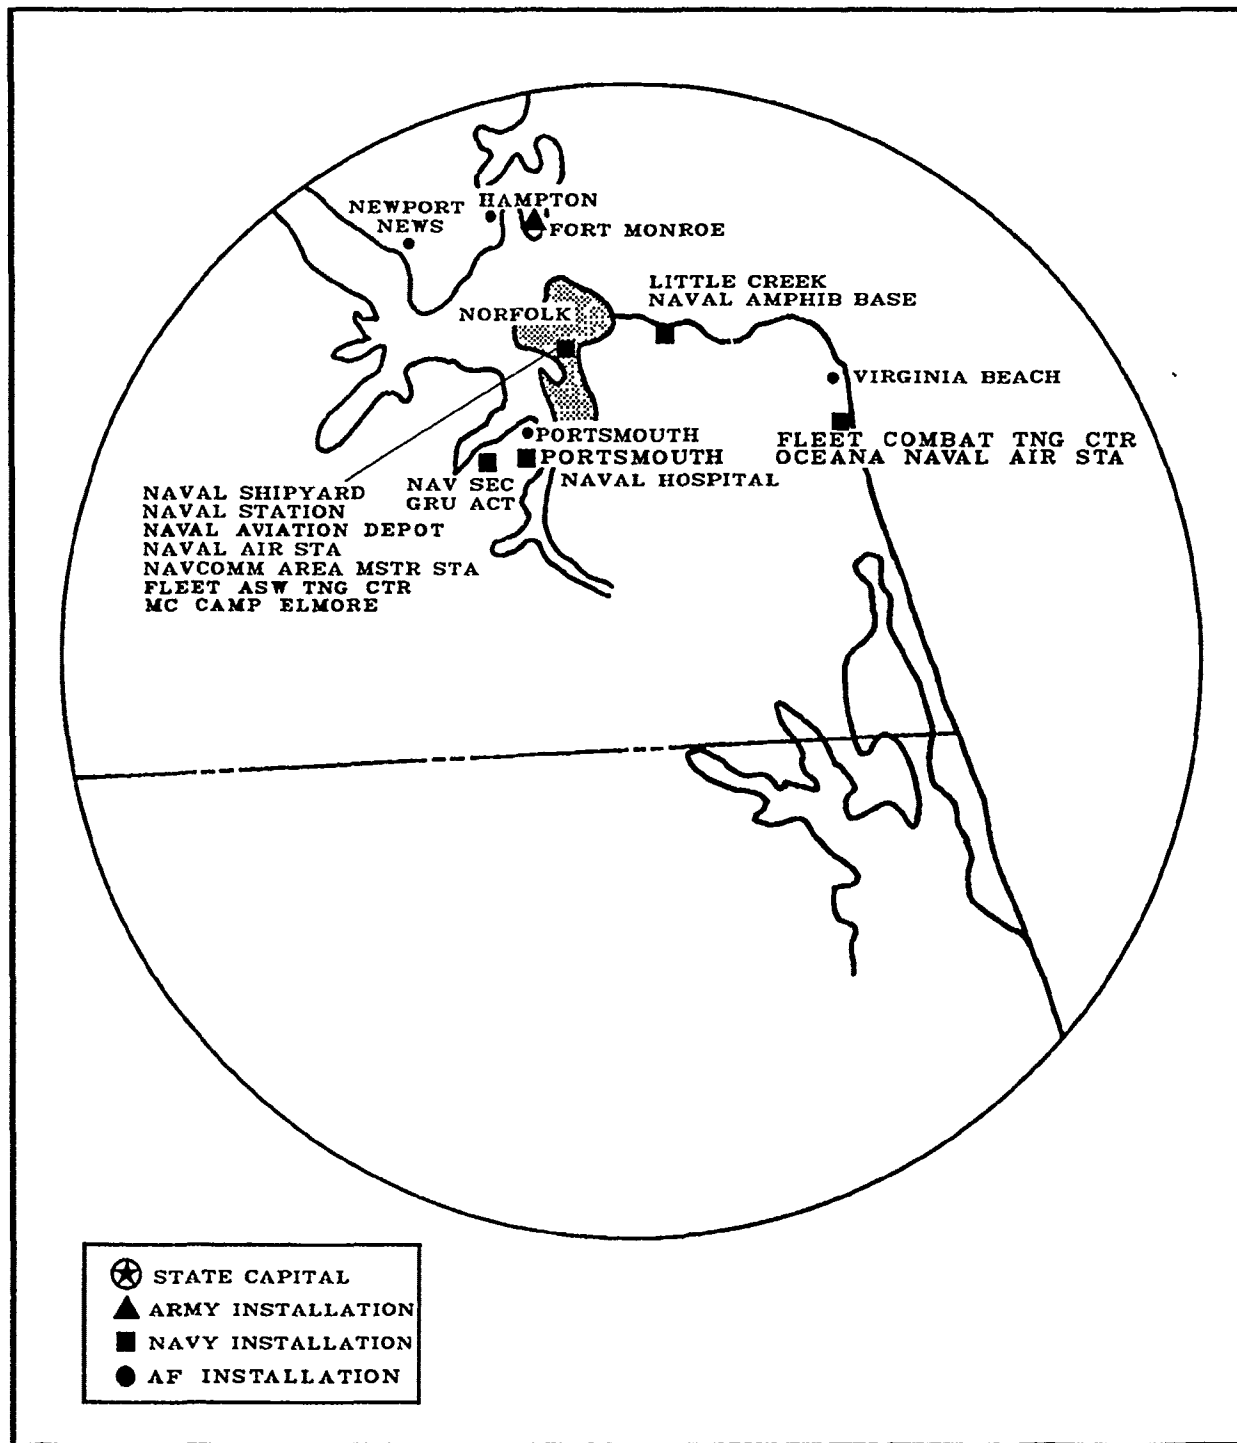 HAMPTON
NEWPORT
NEWS
FORT MONROE
LITTLE CREEK
NAVAL AMPHIB BASE
NORFOLK
VIRGINIA BEACH
PORTSMOUTH
PORTSMOUTH
NAVAL HOSPITAL
FLEET COMBAT TNG CTR
OCEANA NAVAL AIR STA
NAV SEC
GRU ACT
NAVAL SHIPYARD
NAVAL STATION
NAVAL AVIATION DEPOT
NAVAL AIR STA
NAVCOMM AREA MSTR STA
FLEET ASW TNG CTR
MC CAMP ELMORE
STATE CAPITAL
ARMY INSTALLATION
NAVY INSTALLATION
AF INSTALLATION